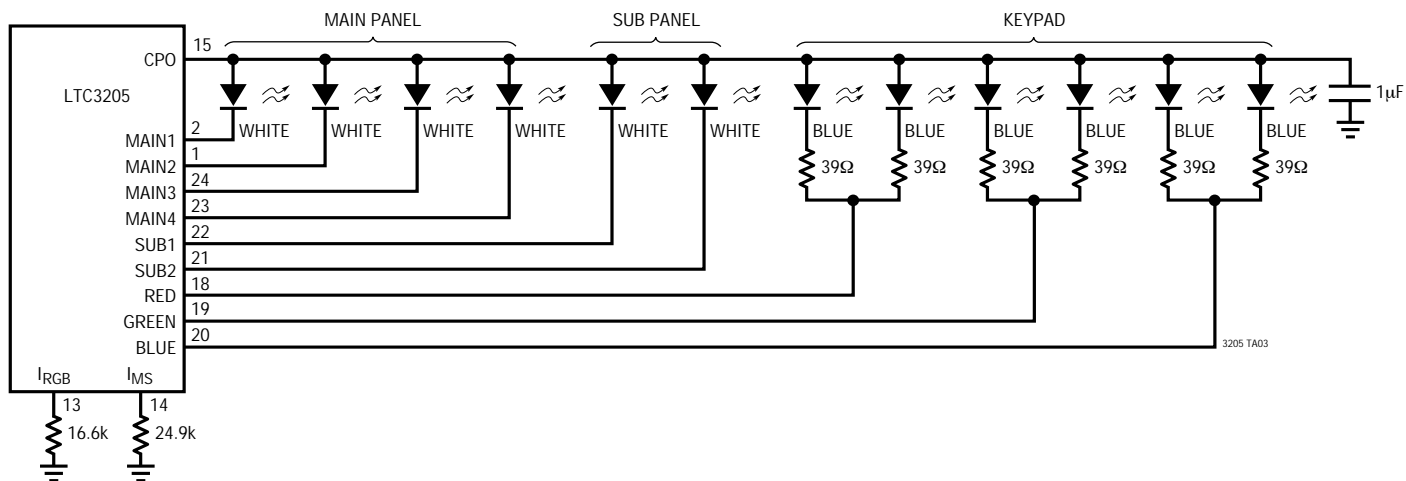 MAIN PANEL SUB PANEL KEYPAD
15
CPO
LTC3205
1µF
WHITE WHITE WHITE WHITE WHITE WHITE BLUE BLUE BLUE BLUE BLUE BLUE
2
MAIN1
1
MAIN2
39Ω 39Ω 39Ω 39Ω 39Ω 39Ω
24
MAIN3
23
MAIN4
22
SUB1
21
SUB2
18
RED
19
GREEN
20
BLUE
3205 TA03
IRGB IMS
13 14
16.6k 24.9k